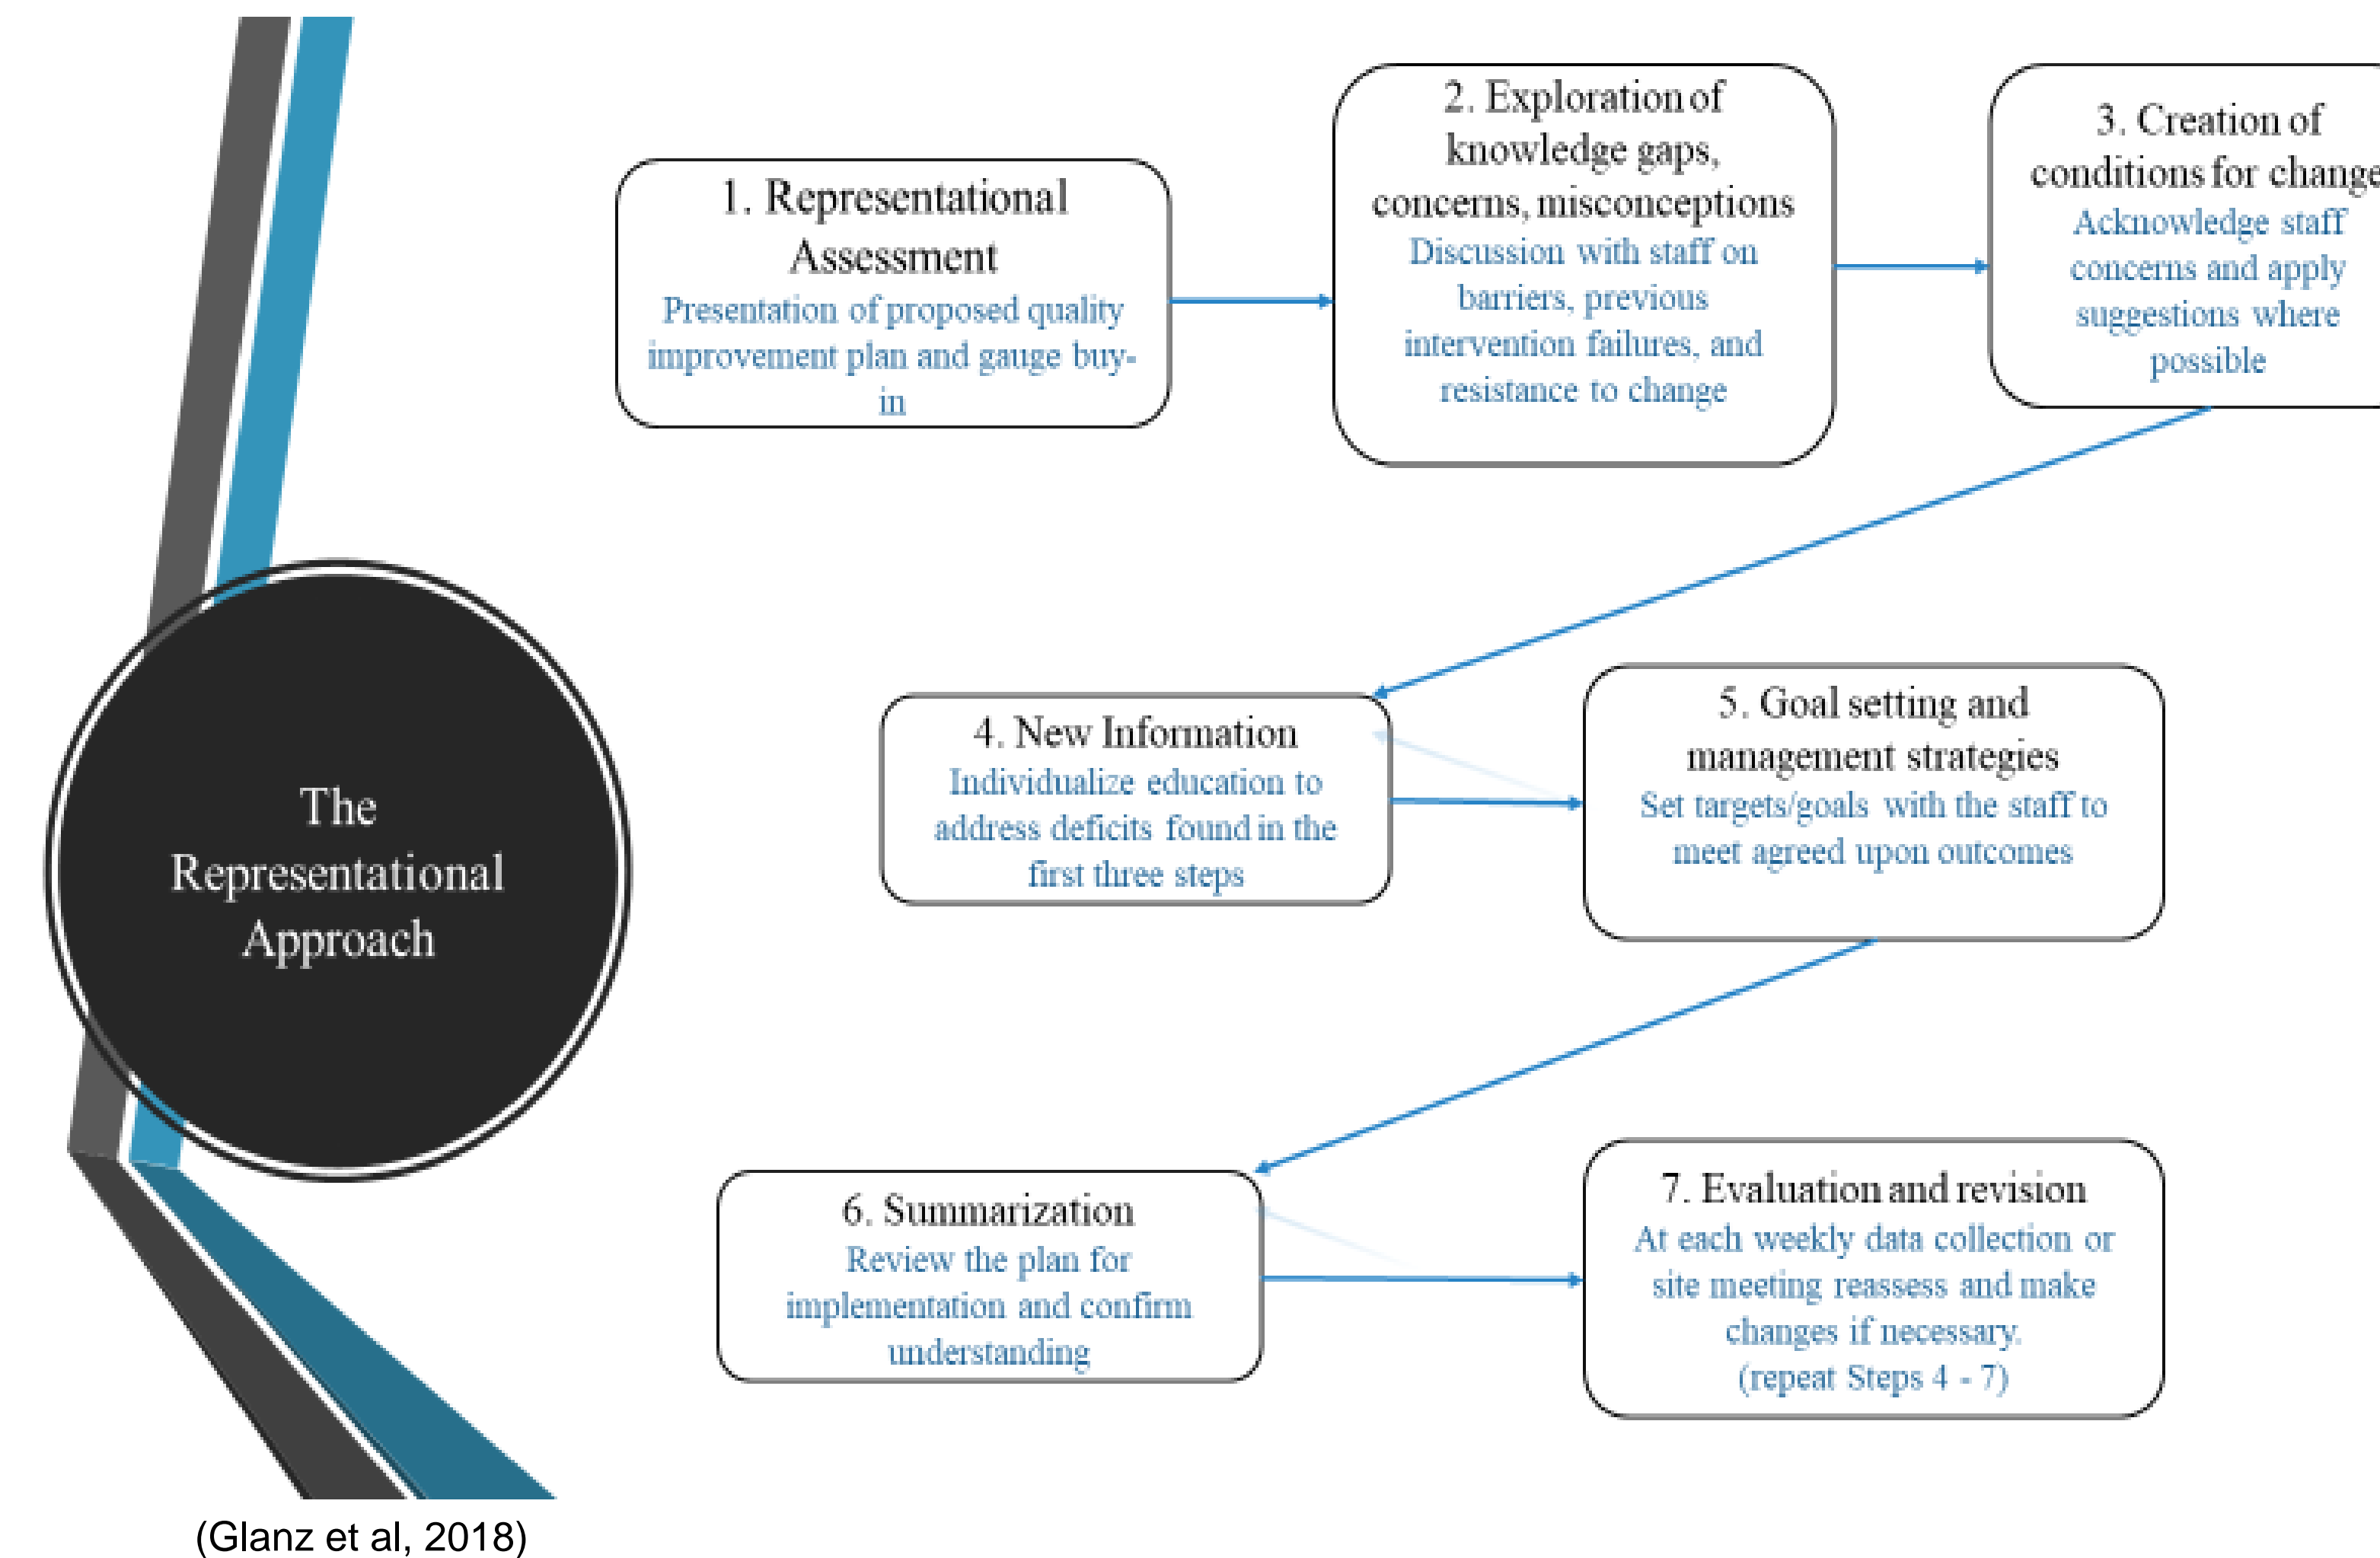 The
Representational
Approach
(Glanz et al, 2018)
1. Representational
Assessment
Presentation of proposed quality
improvement plan and gauge buy-
in
2. Exploration of
knowledge gaps,
concerns, misconceptions
Discussion with staff on
barriers, previous
intervention failures, and
resistance to change
3. Creation of
conditions for change
Acknowledge staff
concerns and apply
suggestions where
possible
4. New Information
Individualize education to
address deficits found in the
first three steps
5. Goal setting and
management strategies
Set targets/goals with the staff to
meet agreed upon outcomes
6. Summarization
Review the plan for
implementation and confirm
understanding
7. Evaluation and revision
At each weekly data collection or
site meeting reassess and make
changes if necessary.
(repeat Steps 4 - 7)